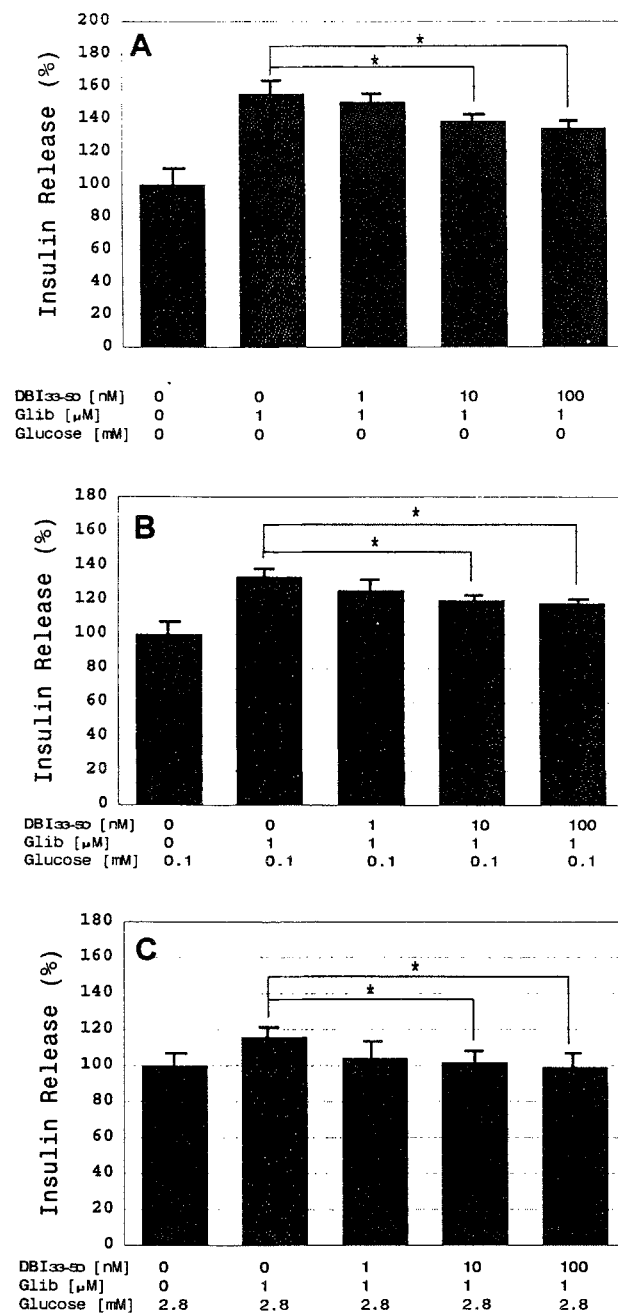 A
Insulin Release (%)
200
180
160
140
120
100
80
60
40
20
0
*
*
DBI33-50 [nM] 0 0 1 10 100
Glib [µM] 0 1 1 1 1
Glucose [mM] 0 0 0 0 0
B
Insulin Release (%)
180
160
140
120
100
80
60
40
20
0
*
*
DBI33-50 [nM] 0 0 1 10 100
Glib [µM] 0 1 1 1 1
Glucose [mM] 0.1 0.1 0.1 0.1 0.1
C
Insulin Release (%)
180
160
140
120
100
80
60
40
20
0
*
*
DBI33-50 [nM] 0 0 1 10 100
Glib [µM] 0 1 1 1 1
Glucose [mM] 2.8 2.8 2.8 2.8 2.8